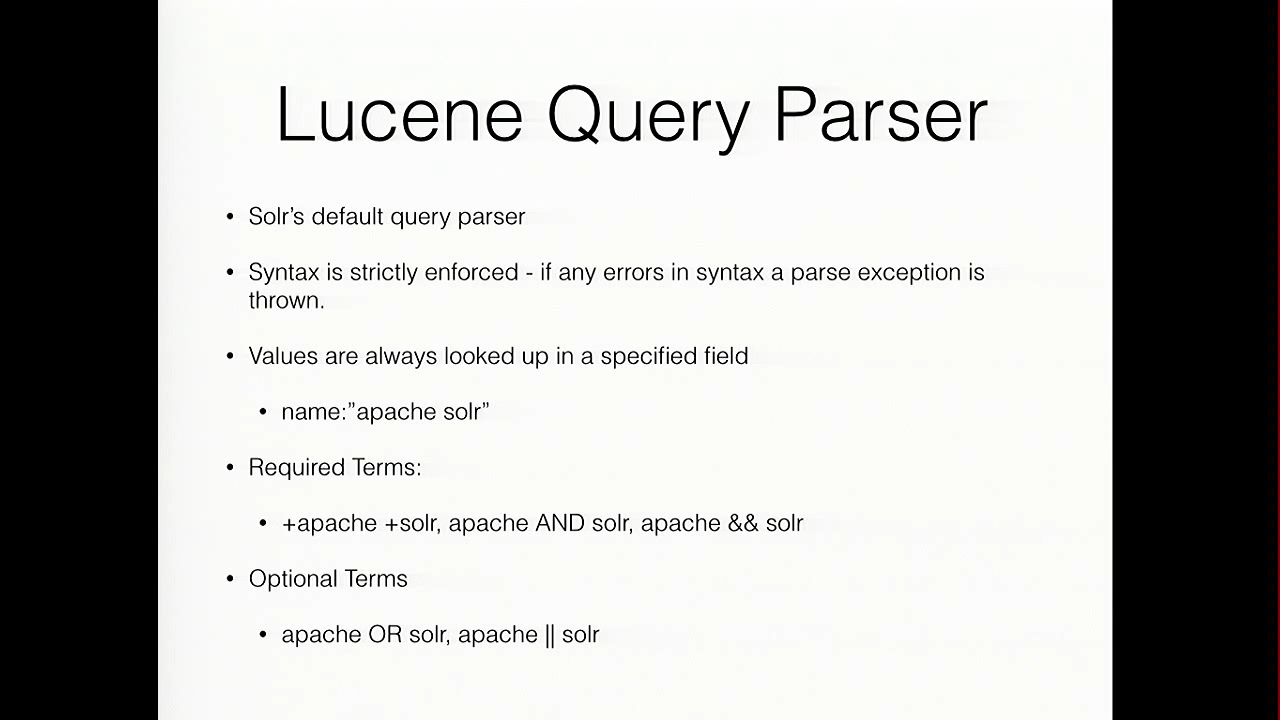 Lucene Query Parser
• Solr’s default query parser
• Syntax is strictly enforced - if any errors in syntax a parse exception is
thrown.
• Values are always looked up in a specified field
• name:”apache solr”
• Required Terms:
• +apache +solr, apache AND solr, apache && solr
• Optional Terms
• apache OR solr, apache || solr